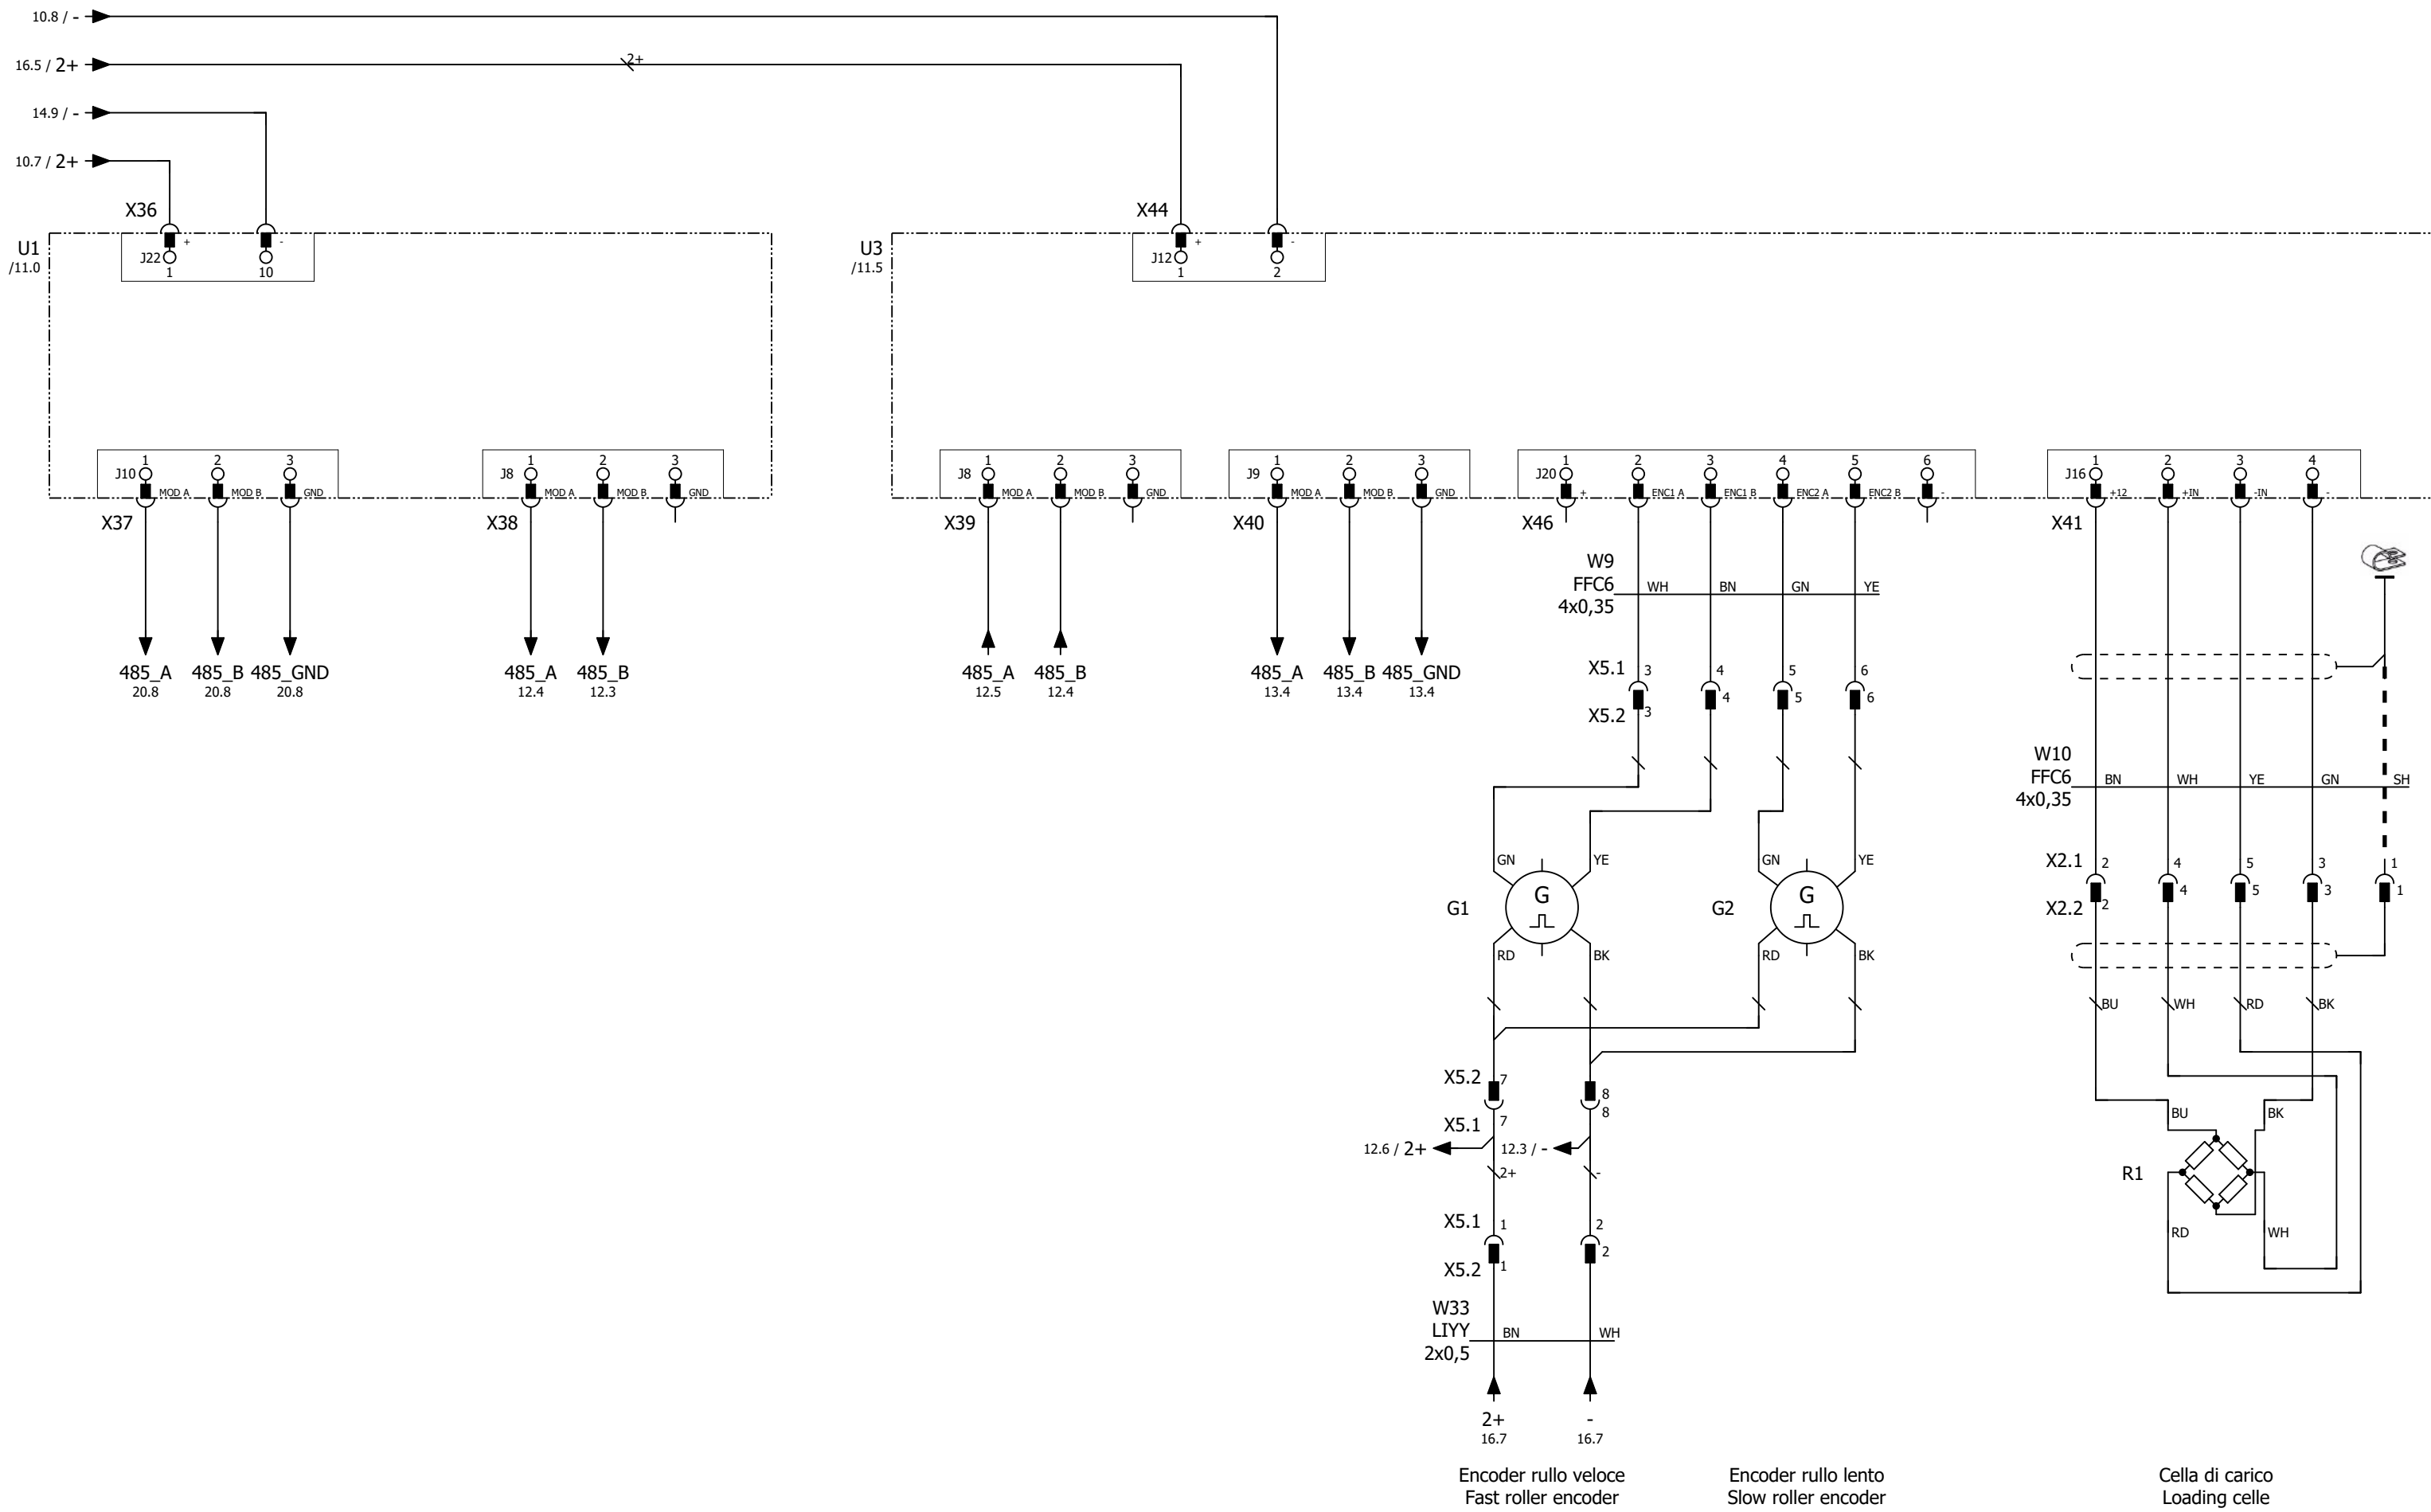 10.8 / -
16.5 / 2+
2+
14.9 / -
10.7 / 2+
X36
X44
U1
/11.0
+
-
J22
1
10
U3
/11.5
+
-
J12
1
2
1
2
3
J10
MOD A
MOD B
GND
X37
1
2
3
J8
MOD A
MOD B
GND
X38
1
2
3
J8
MOD A
MOD B
GND
X39
1
2
3
J9
MOD A
MOD B
GND
X40
1
2
3
4
5
6
J20
+
ENC1 A
ENC1 B
ENC2 A
ENC2 B
-
X46
1
2
3
4
J16
+12
+IN
-IN
-
X41
485_A
485_B
485_GND
20.8
20.8
20.8
485_A
485_B
12.4
12.3
485_A
485_B
12.5
12.4
485_A
485_B
485_GND
13.4
13.4
13.4
W9
FFC6
4x0,35
WH
BN
GN
YE
X5.1
3
4
5
6
X5.2
3
4
5
6
W10
FFC6
4x0,35
BN
WH
YE
GN
SH
GN
YE
GN
YE
G1
G
G2
G
RD
BK
RD
BK
X2.1
2
4
5
3
1
X2.2
2
4
5
3
1
BU
WH
RD
BK
X5.2
7
8
X5.1
7
8
12.6 / 2+
12.3 / -
2+
-
BU
BK
R1
RD
WH
X5.1
1
2
X5.2
1
2
W33
LIYY
2x0,5
BN
WH
2+
-
16.7
16.7
Encoder rullo veloce
Fast roller encoder
Encoder rullo lento
Slow roller encoder
Cella di carico
Loading celle